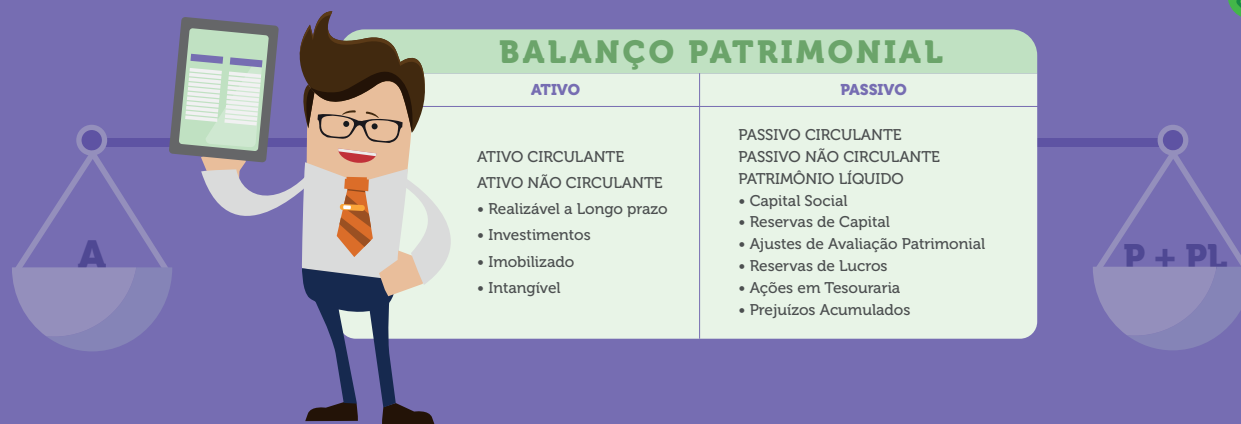 BALANÇO PATRIMONIAL
ATIVO
PASSIVO
ATIVO CIRCULANTE
ATIVO NÃO CIRCULANTE
• Realizável a Longo prazo
• Investimentos
• Imobilizado
• Intangível
PASSIVO CIRCULANTE
PASSIVO NÃO CIRCULANTE
PATRIMÔNIO LÍQUIDO
• Capital Social
• Reservas de Capital
• Ajustes de Avaliação Patrimonial
• Reservas de Lucros
• Ações em Tesouraria
• Prejuízos Acumulados
A
P + PL